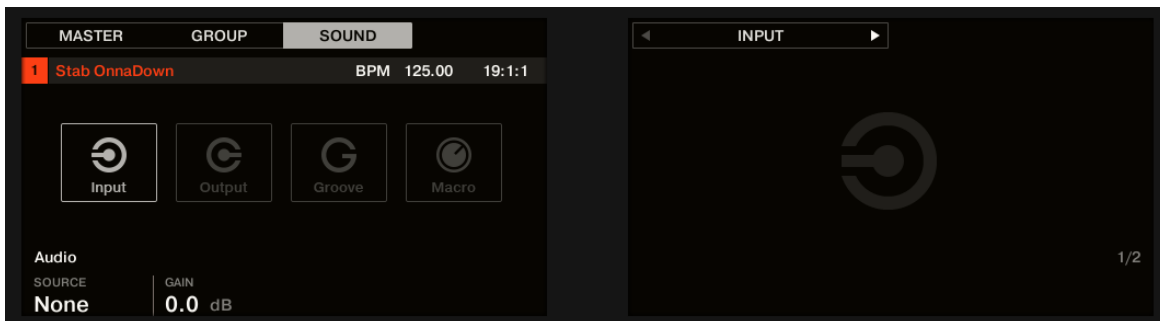 MASTER GROUP SOUND
1 Stab OnnaDown BPM 125.00 19:1:1
Input Output Groove Macro
Audio
SOURCE GAIN
None 0.0 dB
INPUT
1/2